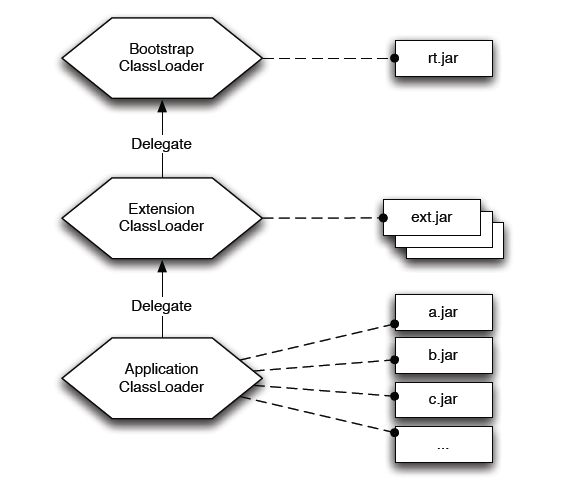 Bootstrap
ClassLoader
rt.jar
Delegate
Extension
ClassLoader
ext.jar
Delegate
Application
ClassLoader
a.jar
b.jar
c.jar
...